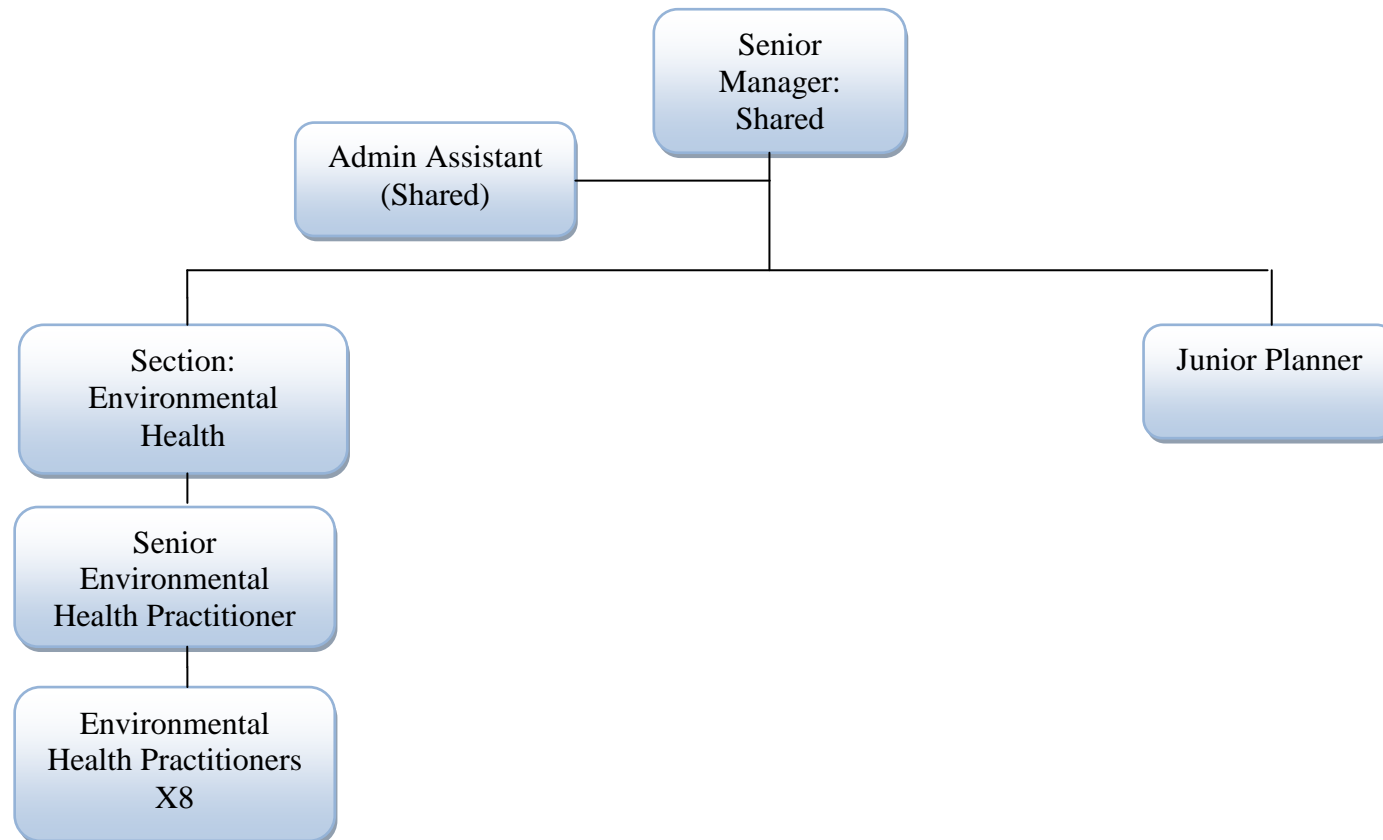 Senior
Manager:
Shared
Admin Assistant
(Shared)
Section:
Environmental
Health
Junior Planner
Senior
Environmental
Health Practitioner
Environmental
Health Practitioners
X8